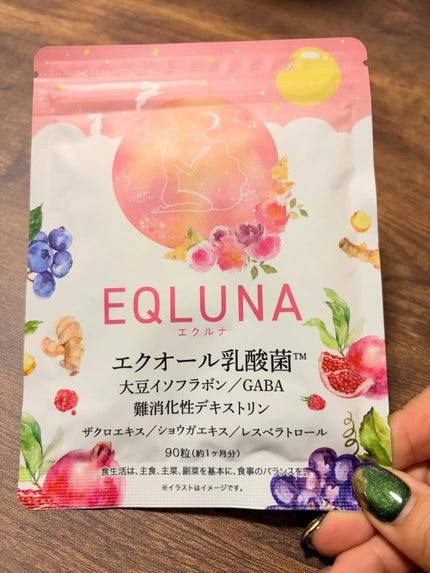 EQLUNA
エクルナ
エクオール乳酸菌™
大豆イソフラボン／GABA
難消化性デキストリン
ザクロエキス／ショウガエキス／レスベラトロール
90粒(約1ヶ月分)
食生活は、主食、主菜、副菜を基本に、食事のバランスを。
※イラストはイメージです。